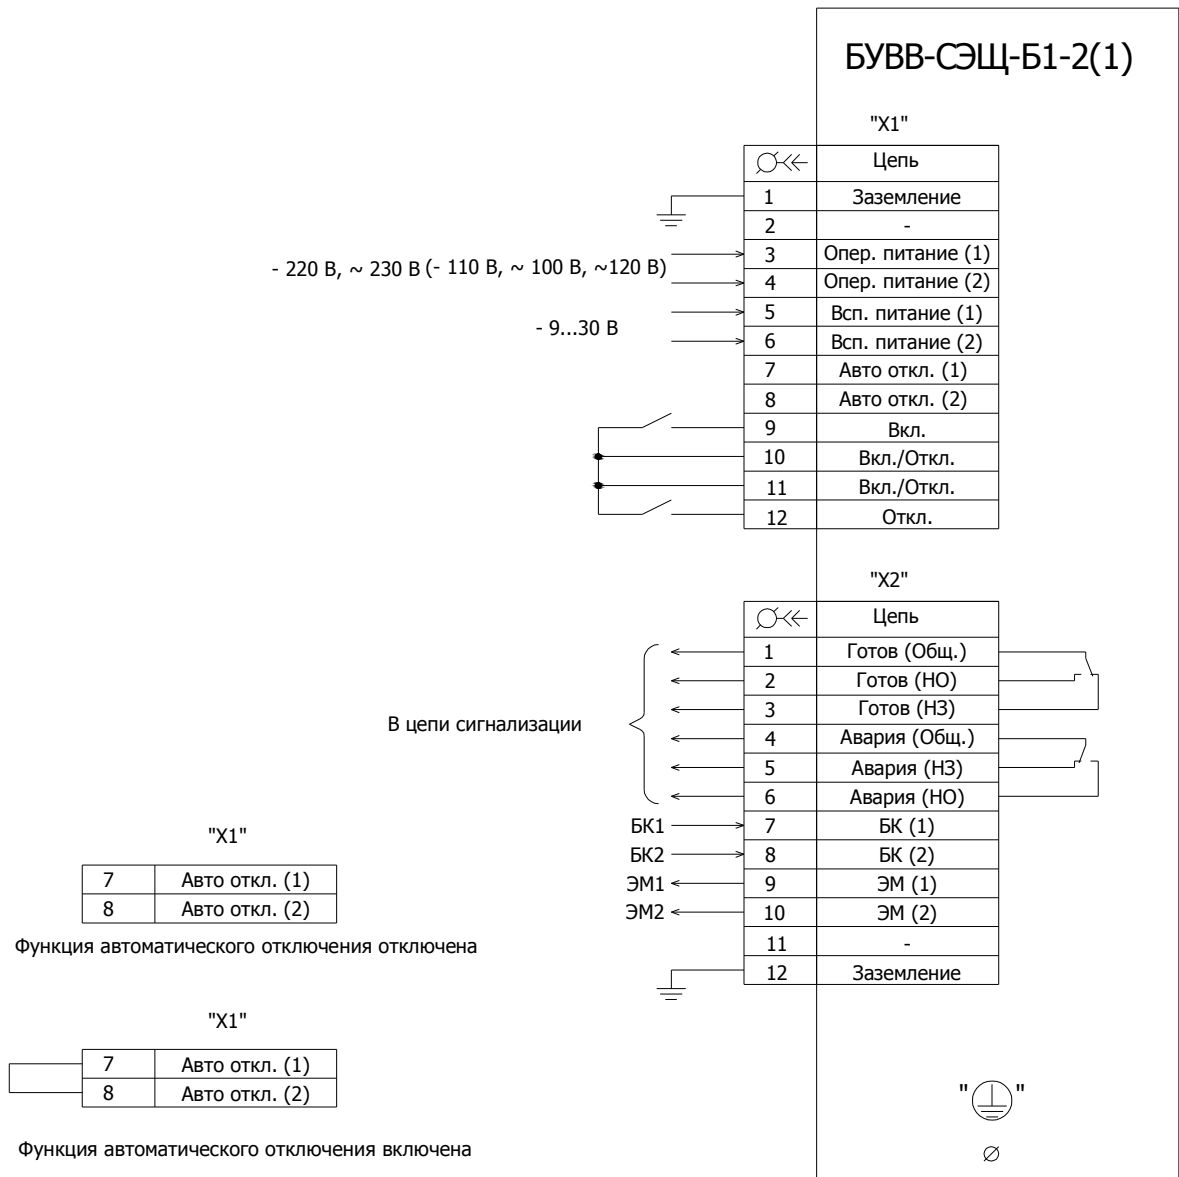 БУВВ-СЭЩ-Б1-2(1)
"X1"
Цепь
1 Заземление
2 -
- 220 В, ~ 230 В (- 110 В, ~ 100 В, ~120 В)
3 Опер. питание (1)
4 Опер. питание (2)
- 9...30 В
5 Всп. питание (1)
6 Всп. питание (2)
7 Авто откл. (1)
8 Авто откл. (2)
9 Вкл.
10 Вкл./Откл.
11 Вкл./Откл.
12 Откл.
"X2"
Цепь
1 Готов (Общ.)
2 Готов (НО)
3 Готов (НЗ)
В цепи сигнализации
4 Авария (Общ.)
5 Авария (НЗ)
6 Авария (НО)
БК1 7 БК (1)
БК2 8 БК (2)
ЭМ1 9 ЭМ (1)
ЭМ2 10 ЭМ (2)
11 -
12 Заземление
"X1"
7 Авто откл. (1)
8 Авто откл. (2)
Функция автоматического отключения отключена
"X1"
7 Авто откл. (1)
8 Авто откл. (2)
Функция автоматического отключения включена
" "